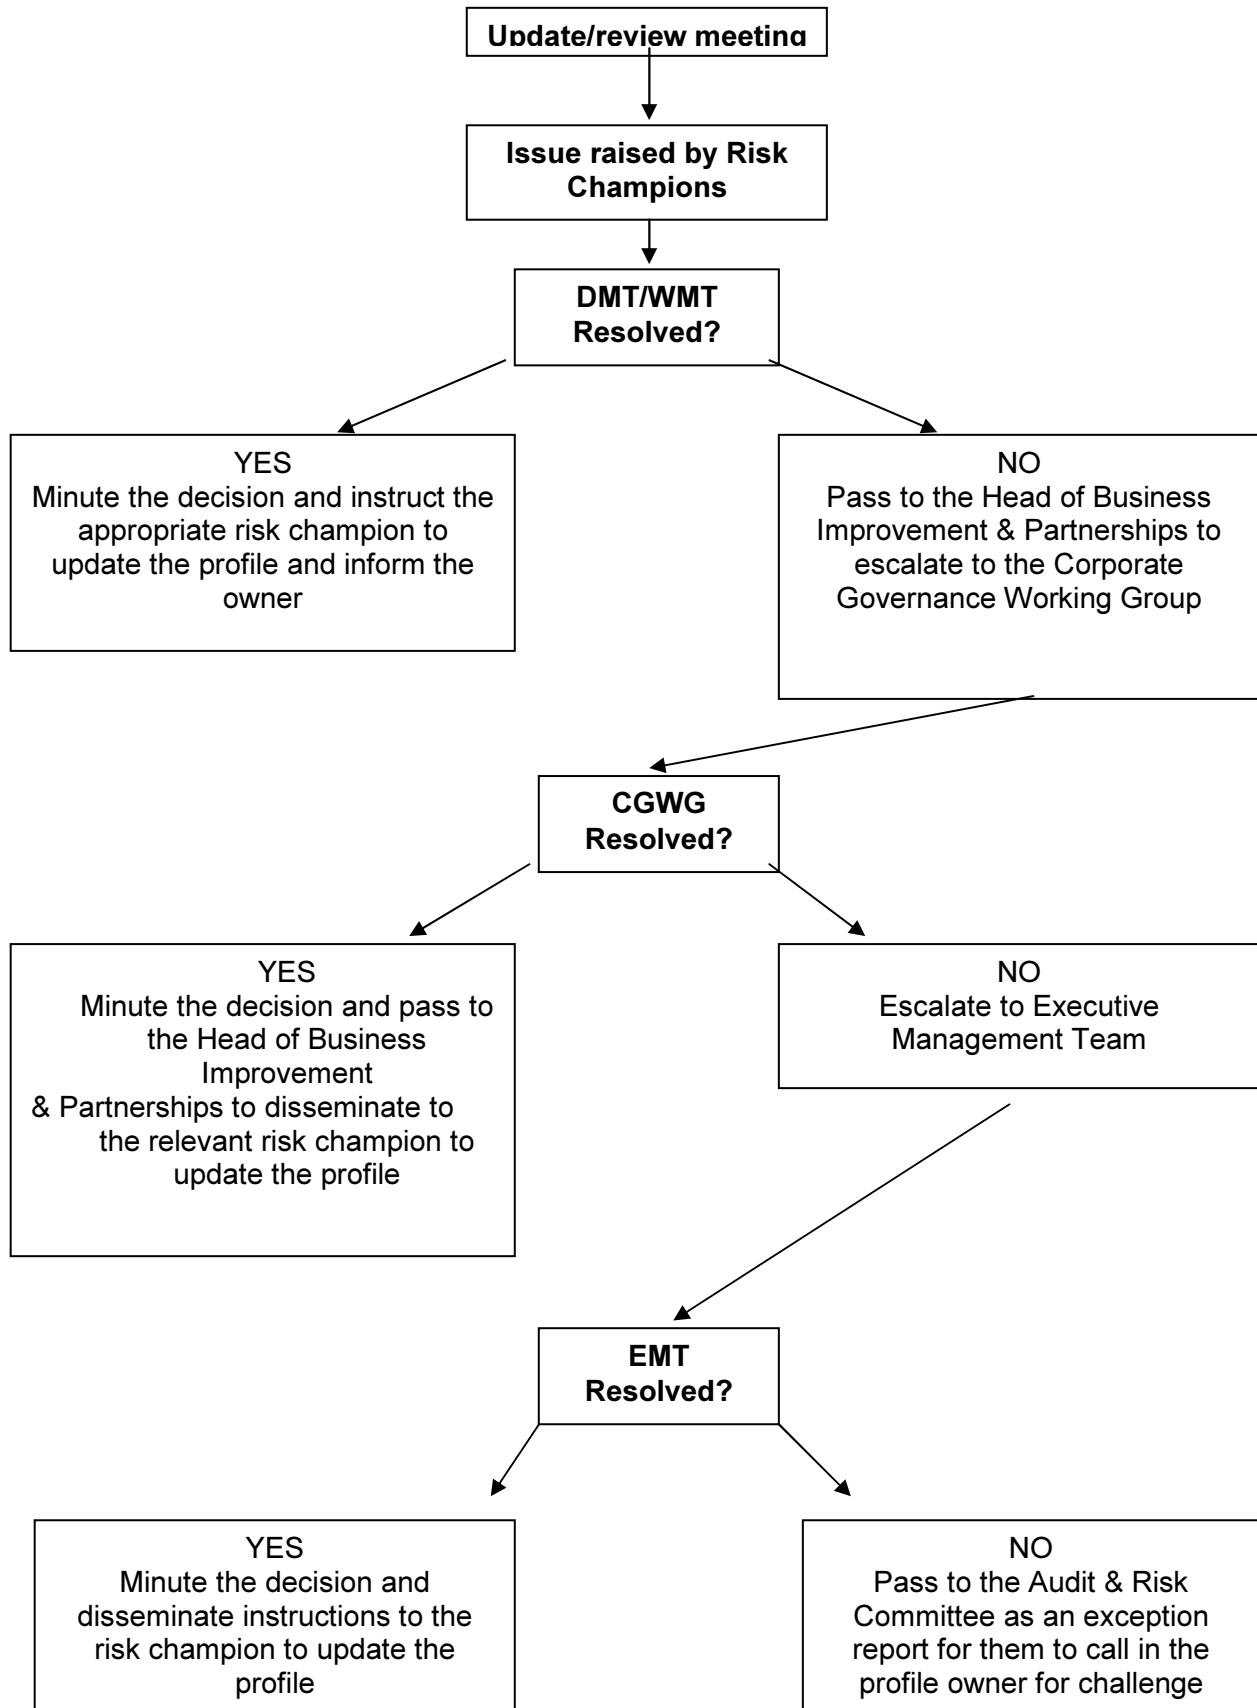 Update/review meeting
Issue raised by Risk
Champions
DMT/WMT
Resolved?
YES
Minute the decision and instruct the
appropriate risk champion to
update the profile and inform the
owner
NO
Pass to the Head of Business
Improvement & Partnerships to
escalate to the Corporate
Governance Working Group
CGWG
Resolved?
YES
Minute the decision and pass to
the Head of Business
Improvement
& Partnerships to disseminate to
the relevant risk champion to
update the profile
NO
Escalate to Executive
Management Team
EMT
Resolved?
YES
Minute the decision and
disseminate instructions to the
risk champion to update the
profile
NO
Pass to the Audit & Risk
Committee as an exception
report for them to call in the
profile owner for challenge